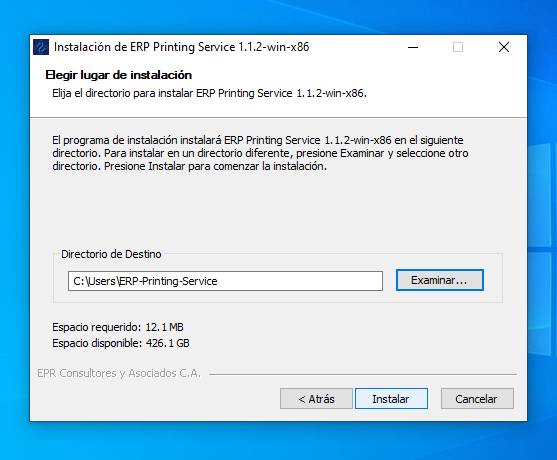 Instalación de ERP Printing Service 1.1.2-win-x86
Elegir lugar de instalación
Elija el directorio para instalar ERP Printing Service 1.1.2-win-x86.
El programa de instalación instalará ERP Printing Service 1.1.2-win-x86 en el siguiente
directorio. Para instalar en un directorio diferente, presione Examinar y seleccione otro
directorio. Presione Instalar para comenzar la instalación.
Directorio de Destino
C:\Users\ERP-Printing-Service
Examinar...
Espacio requerido: 12.1 MB
Espacio disponible: 426.1 GB
EPR Consultores y Asociados C.A.
< Atrás
Instalar
Cancelar